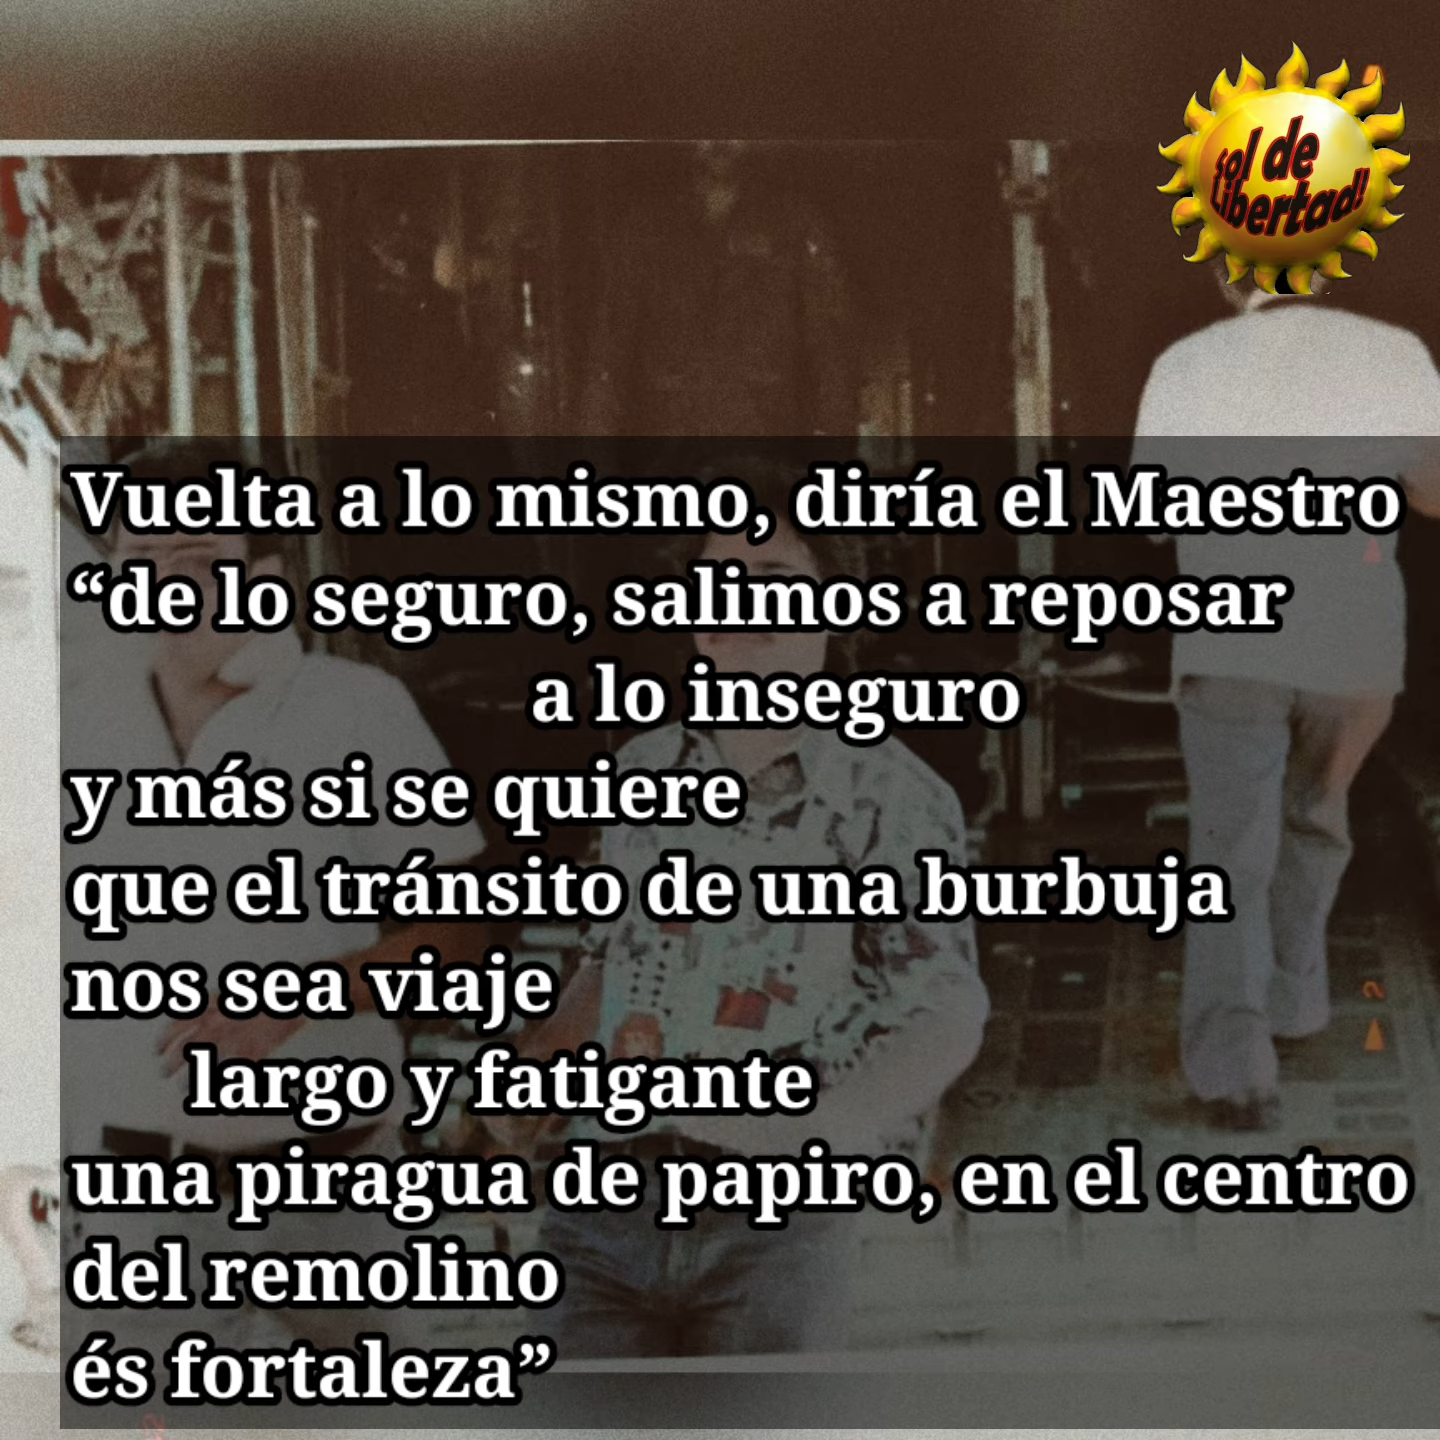 sol de
Libertad!
Vuelta a lo mismo, diría el Maestro
“de lo seguro, salimos a reposar
a lo inseguro
y más si se quiere
que el tránsito de una burbuja
nos sea viaje
largo y fatigante
una piragua de papiro, en el centro
del remolino
és fortaleza”
2